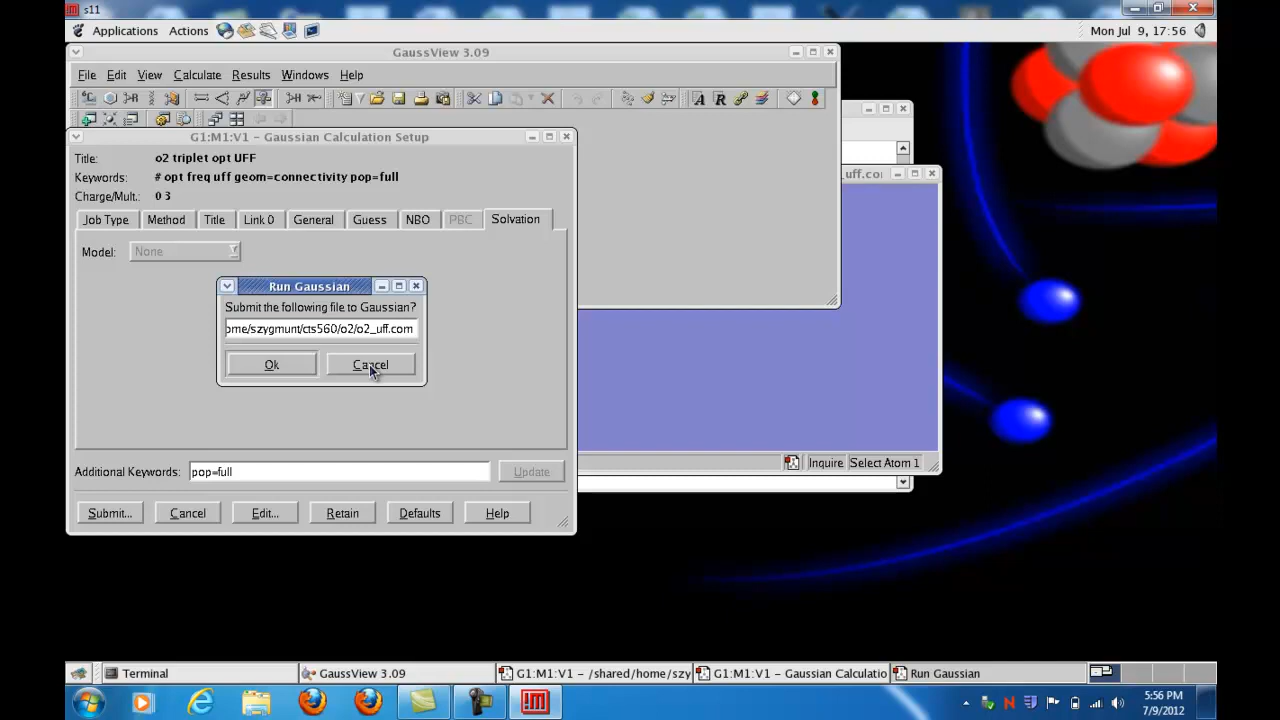 s11
Applications Actions Mon Jul 9, 17:56
GaussView 3.09
File Edit View Calculate Results Windows Help
A R
G1:M1:V1 - Gaussian Calculation Setup
Title: o2 triplet opt UFF
Keywords: # opt freq uff geom=connectivity pop=full
_uff.co
Charge/Mult.: 0 3
Job Type Method Title Link 0 General Guess NBO PBC Solvation
Model: None
Run Gaussian
Submit the following file to Gaussian?
ome/szygmunt/cts560/o2/o2_uff.com
Ok Cancel
Inquire Select Atom 1
Additional Keywords: pop=full Update
Submit... Cancel Edit... Retain Defaults Help
Terminal GaussView 3.09 G1:M1:V1 - /shared/home/szy G1:M1:V1 - Gaussian Calculatio Run Gaussian
5:56 PM
7/9/2012